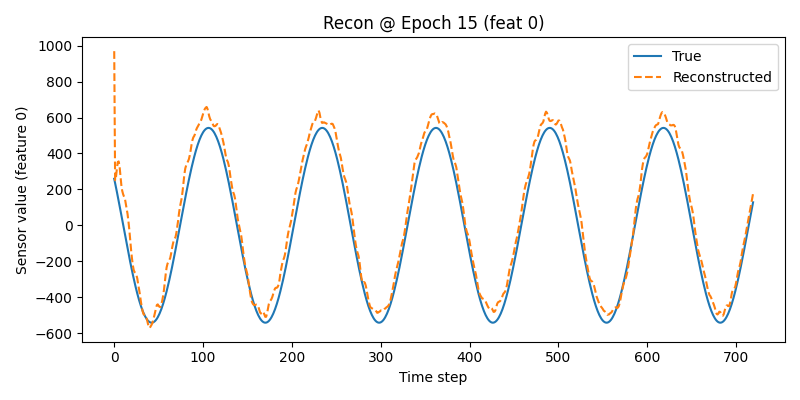 Recon @ Epoch 15 (feat 0)
True
Reconstructed
Sensor value (feature 0)
1000
800
600
400
200
0
−200
−400
−600
0 100 200 300 400 500 600 700
Time step